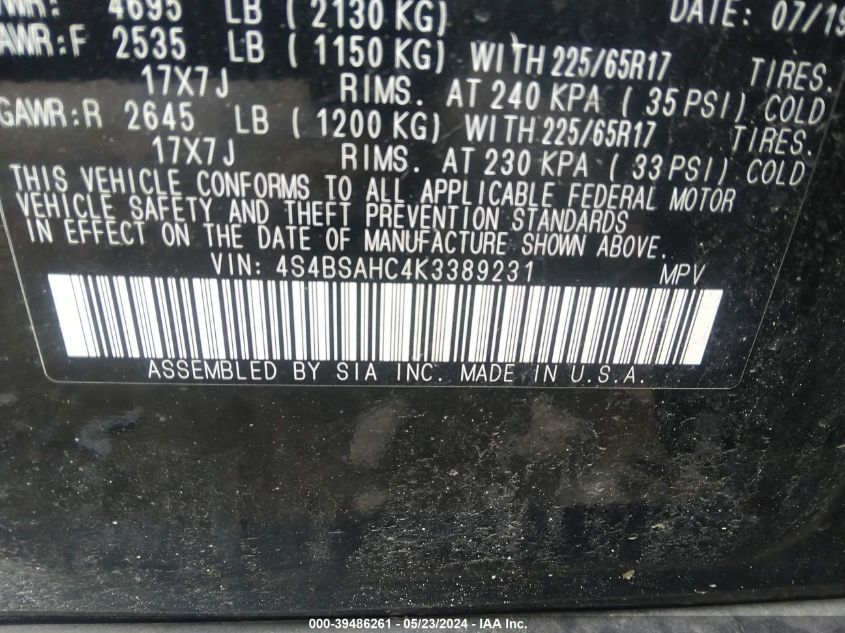 4695 LB (2130 KG) DATE: 07/19
GAWR:F 2535 LB (1150 KG) WITH 225/65R17 TIRES.
17X7J RIMS. AT 240 KPA (35 PSI) COLD
GAWR:R 2645 LB (1200 KG) WITH 225/65R17 TIRES.
17X7J RIMS. AT 230 KPA (33 PSI) COLD
THIS VEHICLE CONFORMS TO ALL APPLICABLE FEDERAL MOTOR
VEHICLE SAFETY AND THEFT PREVENTION STANDARDS
IN EFFECT ON THE DATE OF MANUFACTURE SHOWN ABOVE.
VIN: 4S4BSAHC4K3389231 MPV
ASSEMBLED BY SIA INC. MADE IN U.S.A.
000-39486261 - 05/23/2024 - IAA Inc.